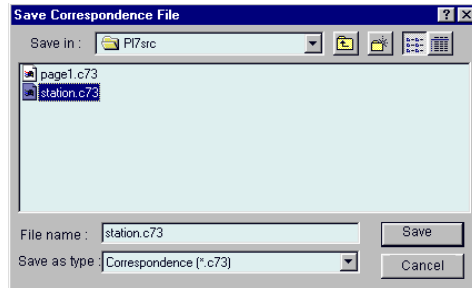 Save Correspondence File
Save in : PI7src
page1.c73
station.c73
File name : station.c73 Save
Save as type : Correspondence (*.c73) Cancel